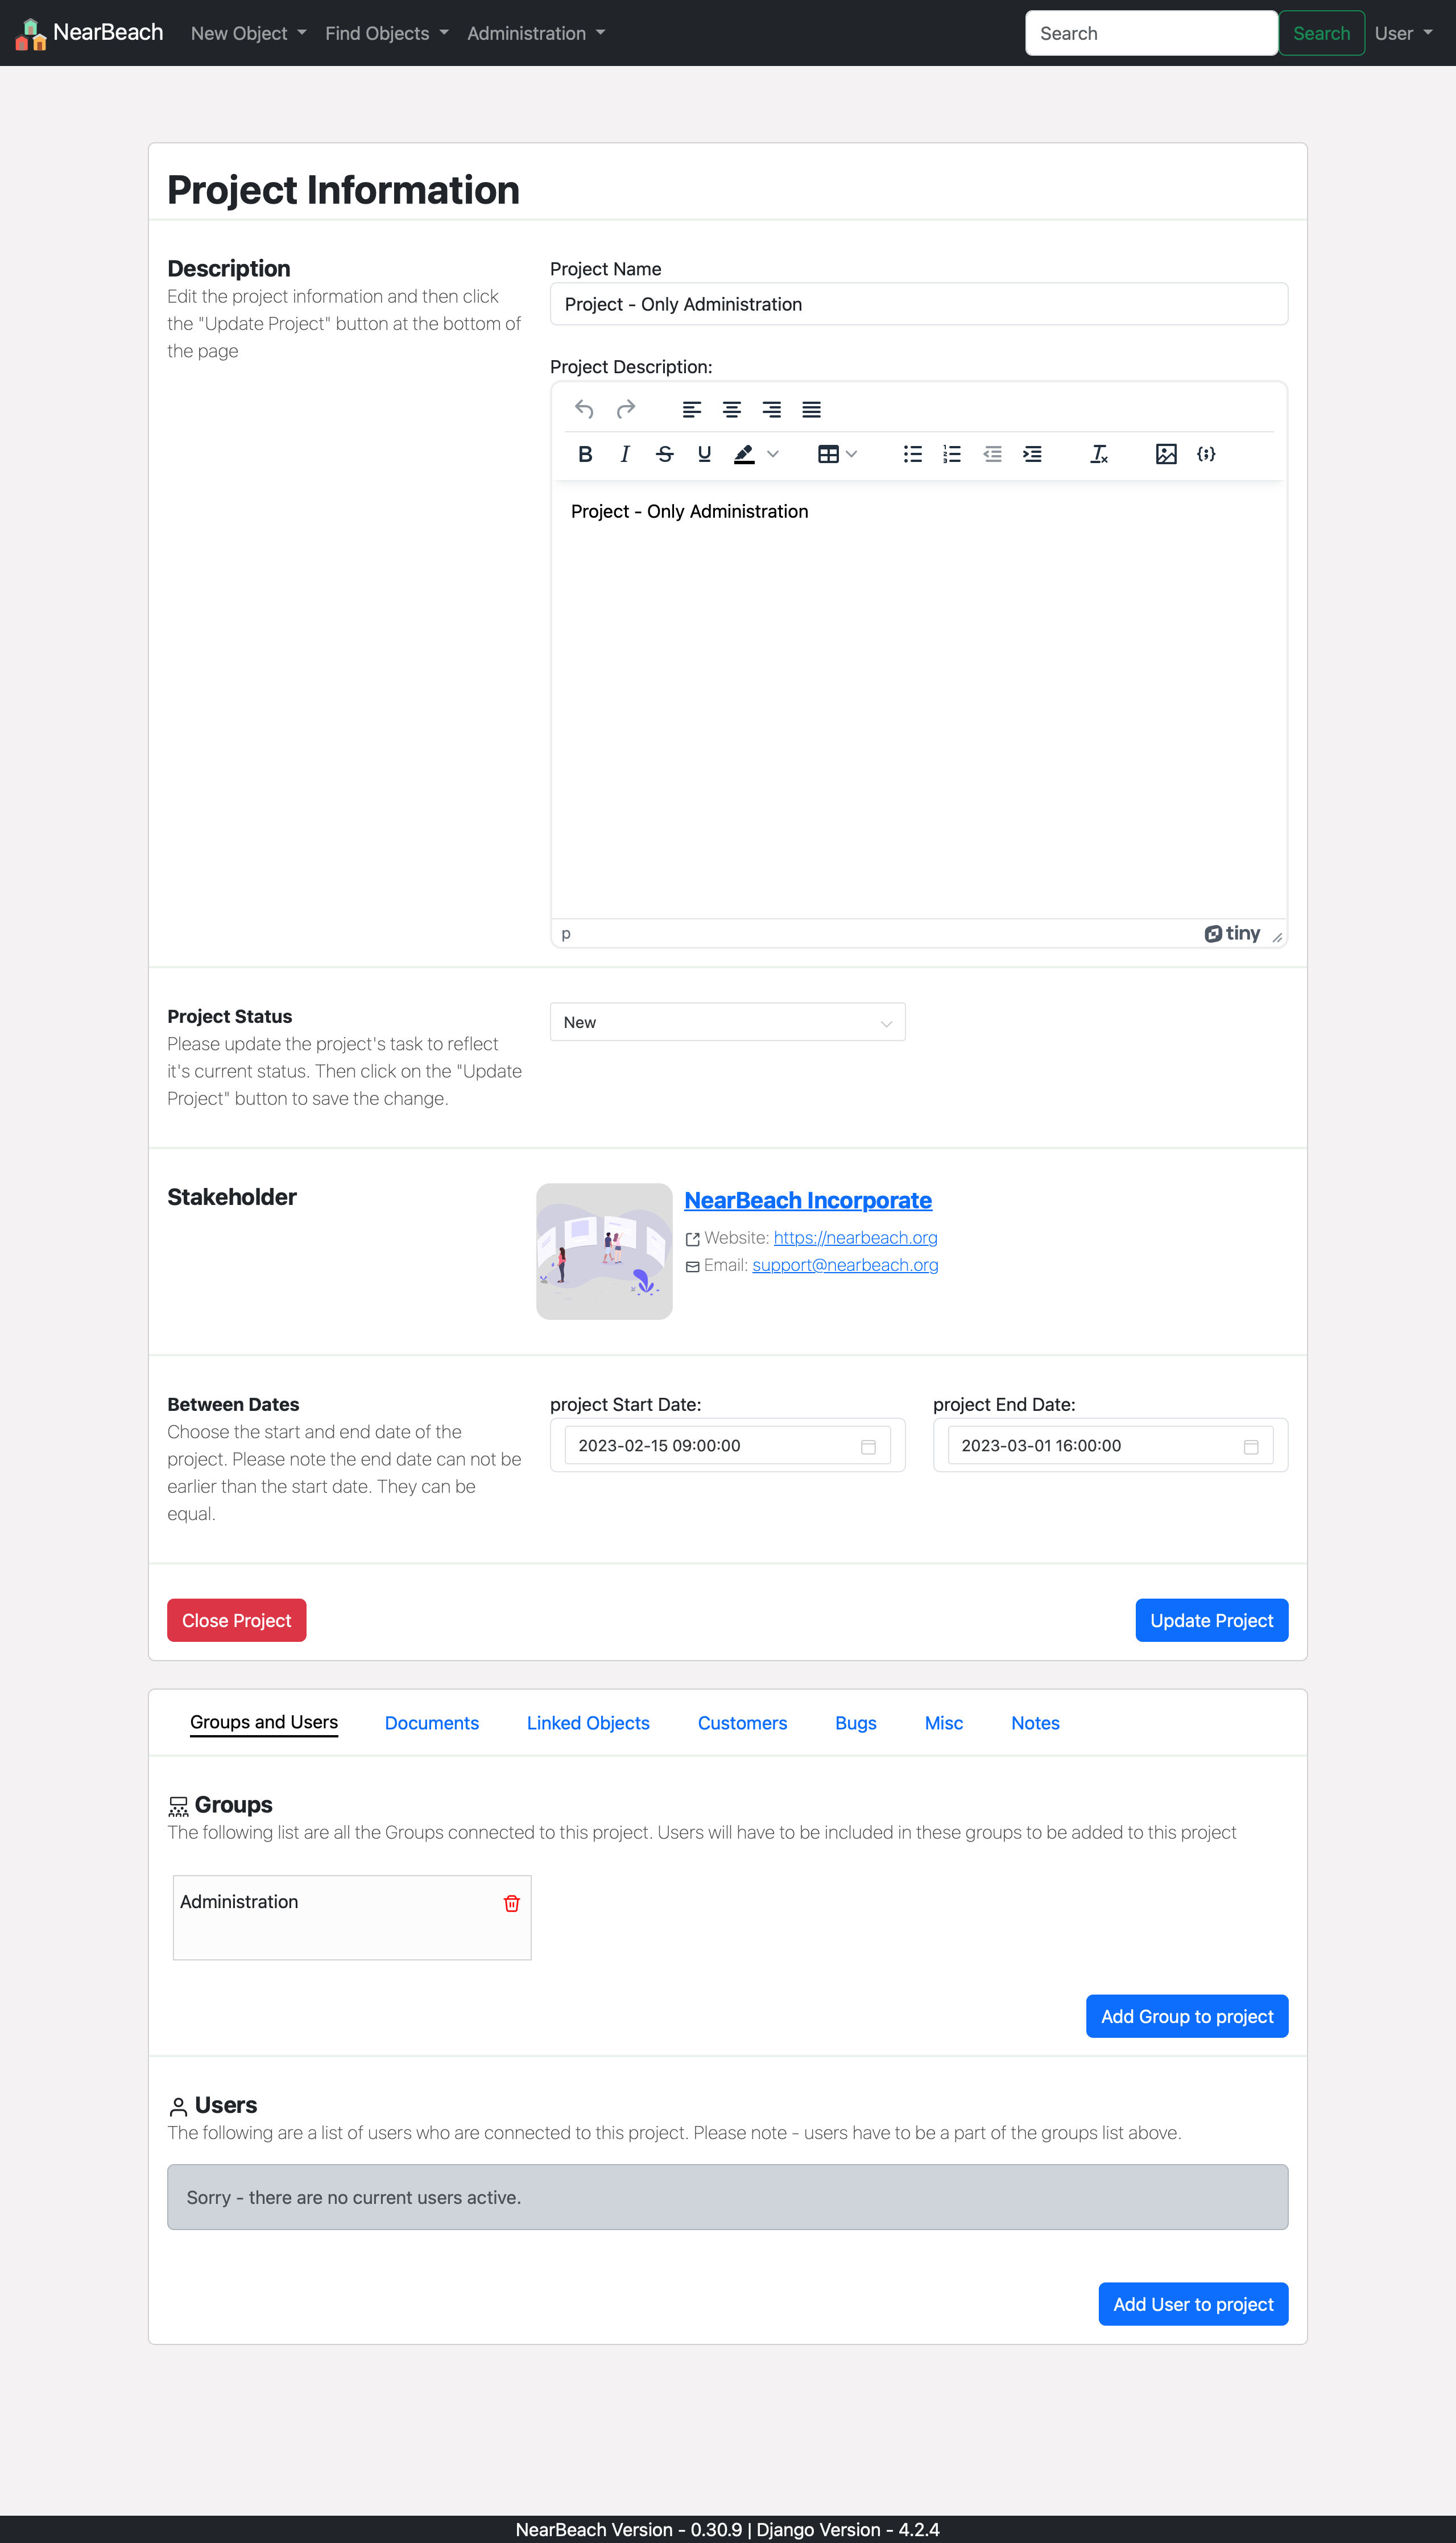 NearBeach New Object Find Objects Administration Search Search User
Project Information
Description
Edit the project information and then click
the "Update Project" button at the bottom of
the page
Project Name
Project - Only Administration
Project Description:
Project - Only Administration
p tiny
Project Status
Please update the project's task to reflect
it's current status. Then click on the "Update
Project" button to save the change.
New
Stakeholder
NearBeach Incorporate
Website: https://nearbeach.org
Email: support@nearbeach.org
Between Dates
Choose the start and end date of the
project. Please note the end date can not be
earlier than the start date. They can be
equal.
project Start Date:
2023-02-15 09:00:00
project End Date:
2023-03-01 16:00:00
Close Project Update Project
Groups and Users Documents Linked Objects Customers Bugs Misc Notes
Groups
The following list are all the Groups connected to this project. Users will have to be included in these groups to be added to this project
Administration
Add Group to project
Users
The following are a list of users who are connected to this project. Please note - users have to be a part of the groups list above.
Sorry - there are no current users active.
Add User to project
NearBeach Version - 0.30.9 | Django Version - 4.2.4